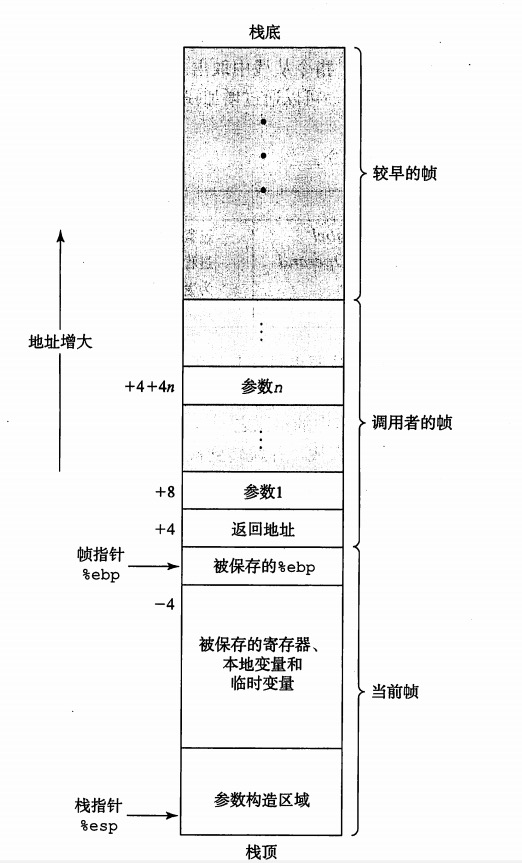 栈底
较早的帧
地址增大
+4+4n
参数n
调用者的帧
+8
参数1
+4
返回地址
帧指针
%ebp
被保存的%ebp
−4
被保存的寄存器、
本地变量和
临时变量
当前帧
参数构造区域
栈指针
%esp
栈顶